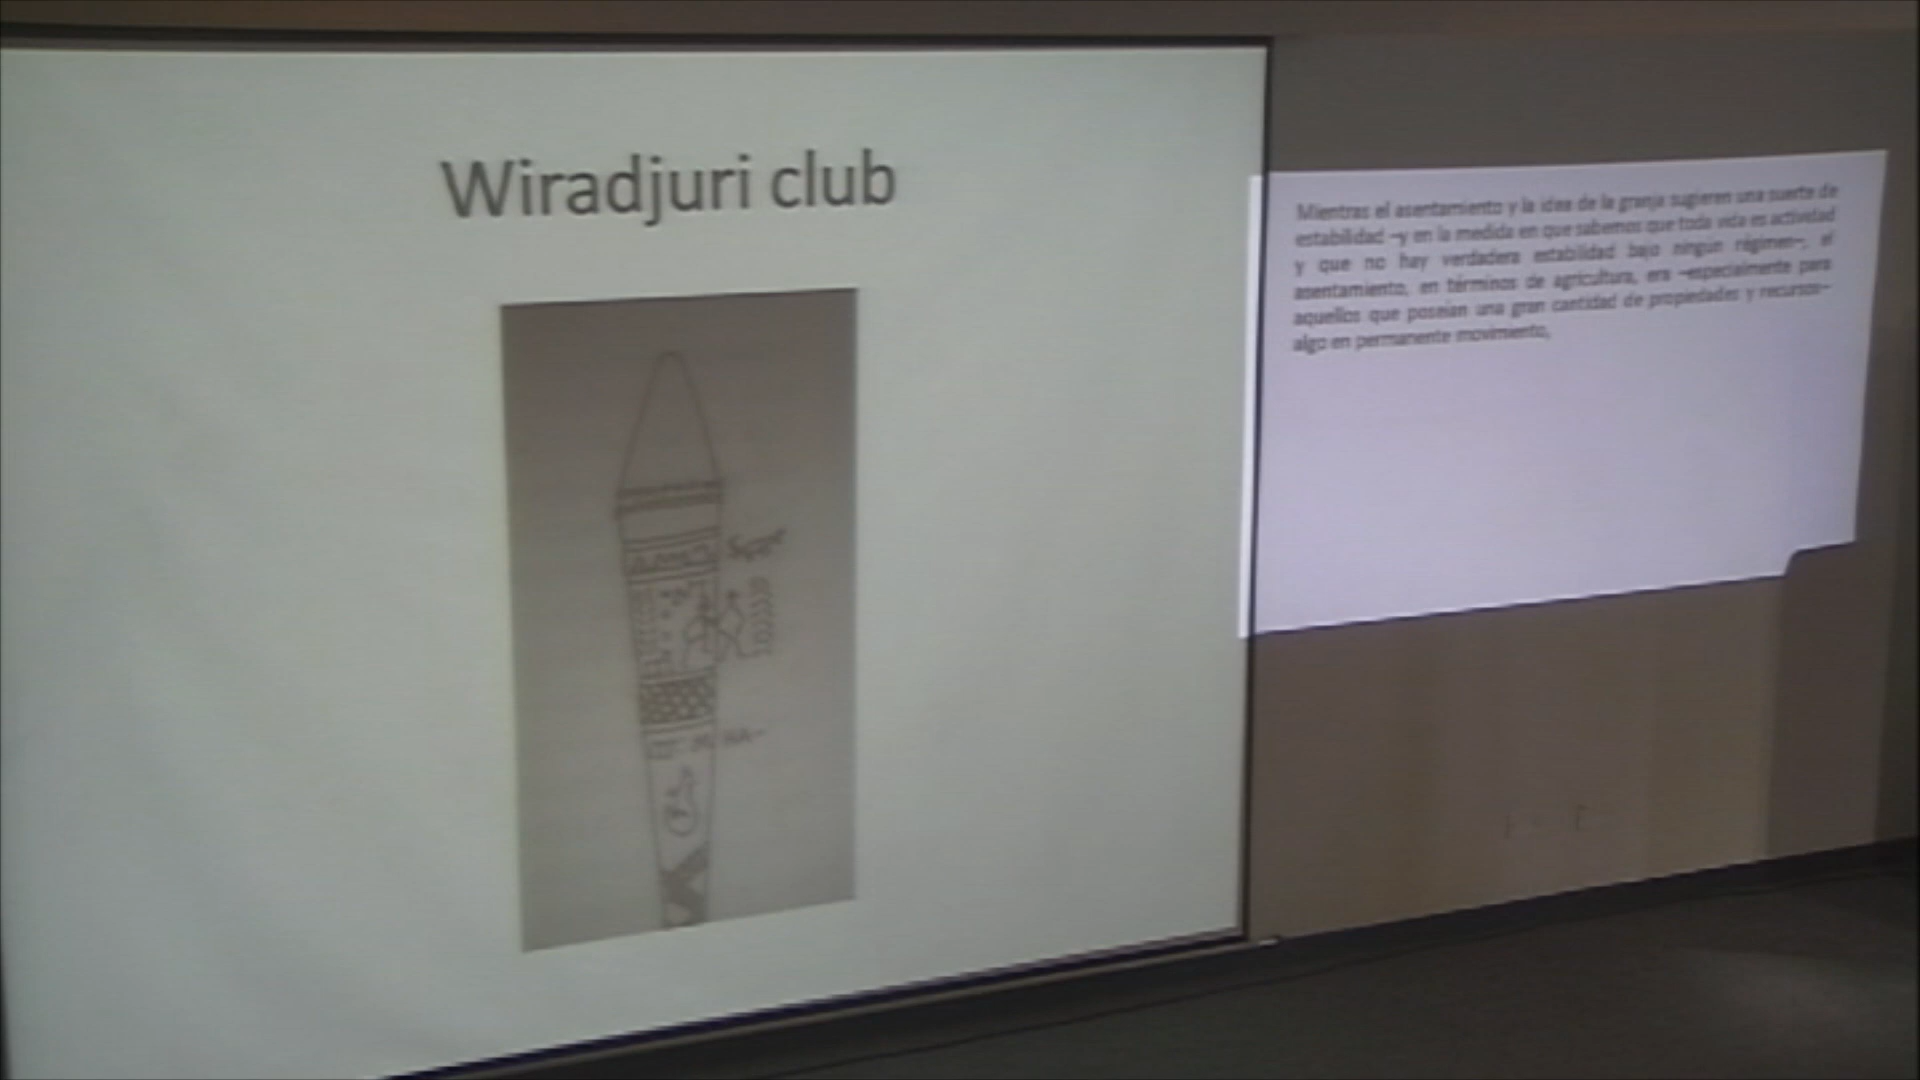 Wiradjuri club
Mientras el asentamiento y la idea de la granja sugieren una suerte de
estabilidad –y en la medida en que sabemos que toda vida es actividad
y que no hay verdadera estabilidad bajo ningún régimen–, el
asentamiento, en términos de agricultura, era –especialmente para
aquellos que poseían una gran cantidad de propiedades y recursos–
algo en permanente movimiento,